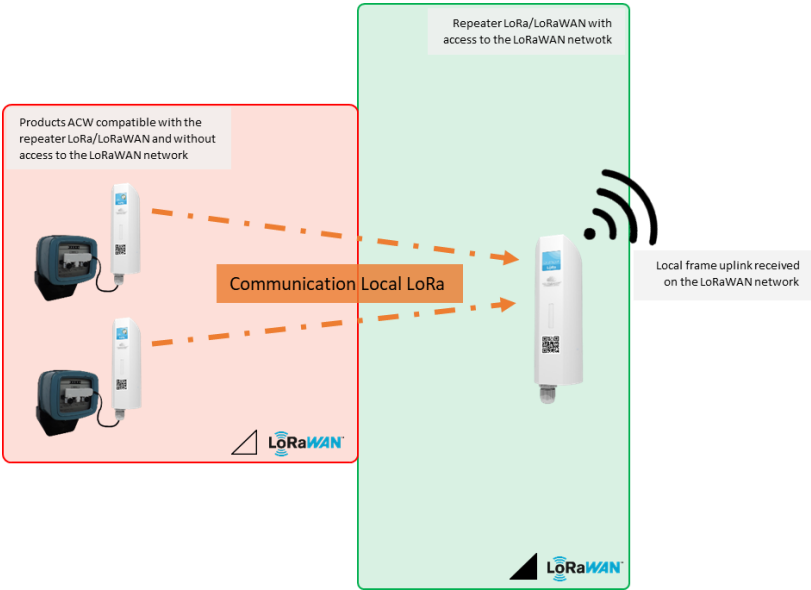 Repeater LoRa/LoRaWAN with
access to the LoRaWAN netwotk
Products ACW compatible with the
repeater LoRa/LoRaWAN and without
access to the LoRaWAN network
Communication Local LoRa
Local frame uplink received
on the LoRaWAN network
LoRaWAN
LoRaWAN